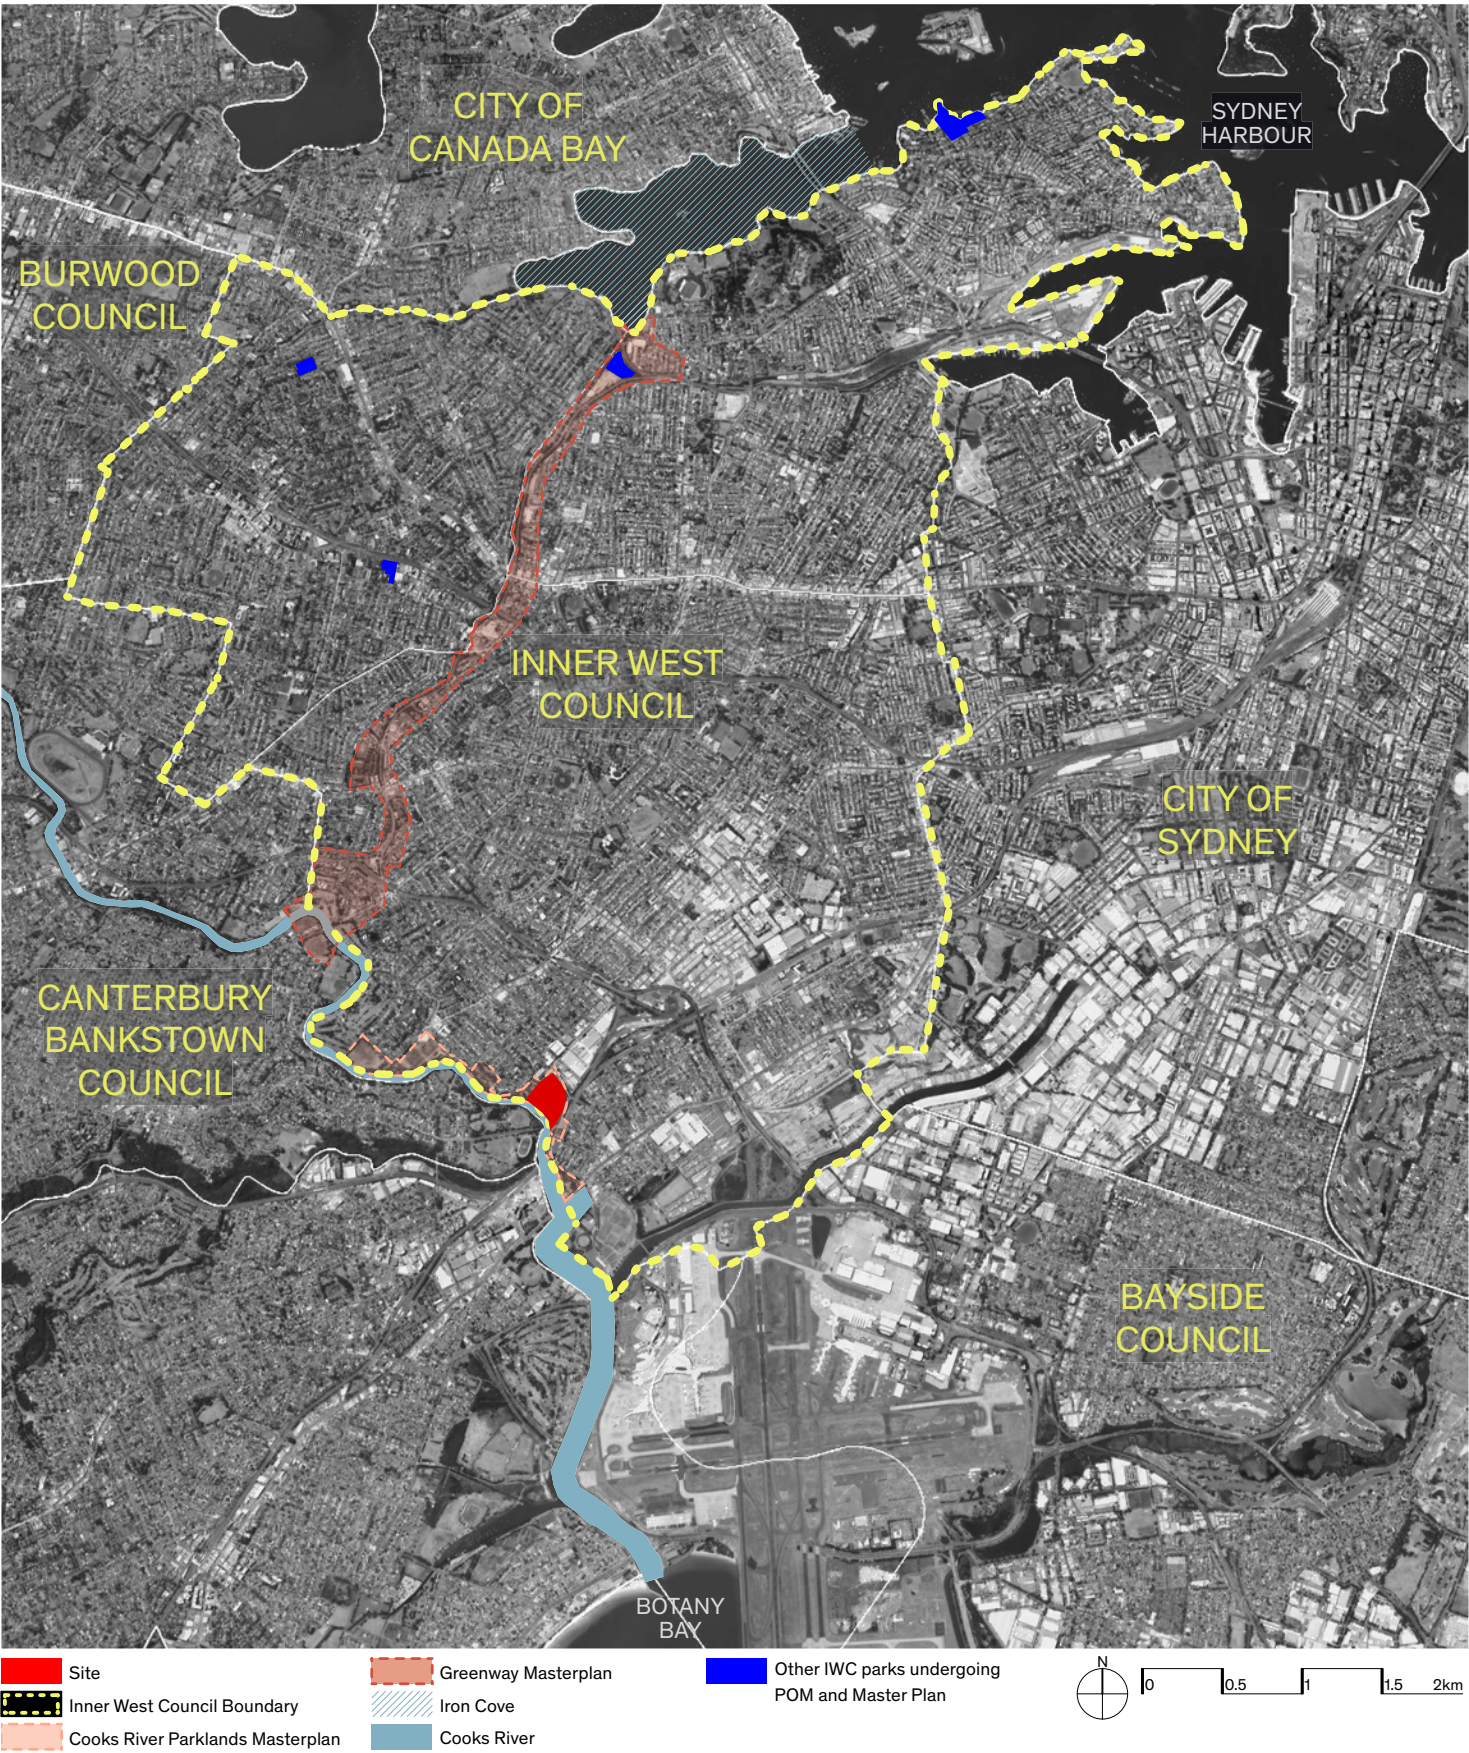 CITY OF
CANADA BAY
SYDNEY
HARBOUR
BURWOOD
COUNCIL
INNER WEST
COUNCIL
CITY OF
SYDNEY
CANTERBURY
BANKSTOWN
COUNCIL
BAYSIDE
COUNCIL
BOTANY
BAY
Site
Inner West Council Boundary
Cooks River Parklands Masterplan
Greenway Masterplan
Iron Cove
Cooks River
Other IWC parks undergoing
POM and Master Plan
N
0 0.5 1 1.5 2km